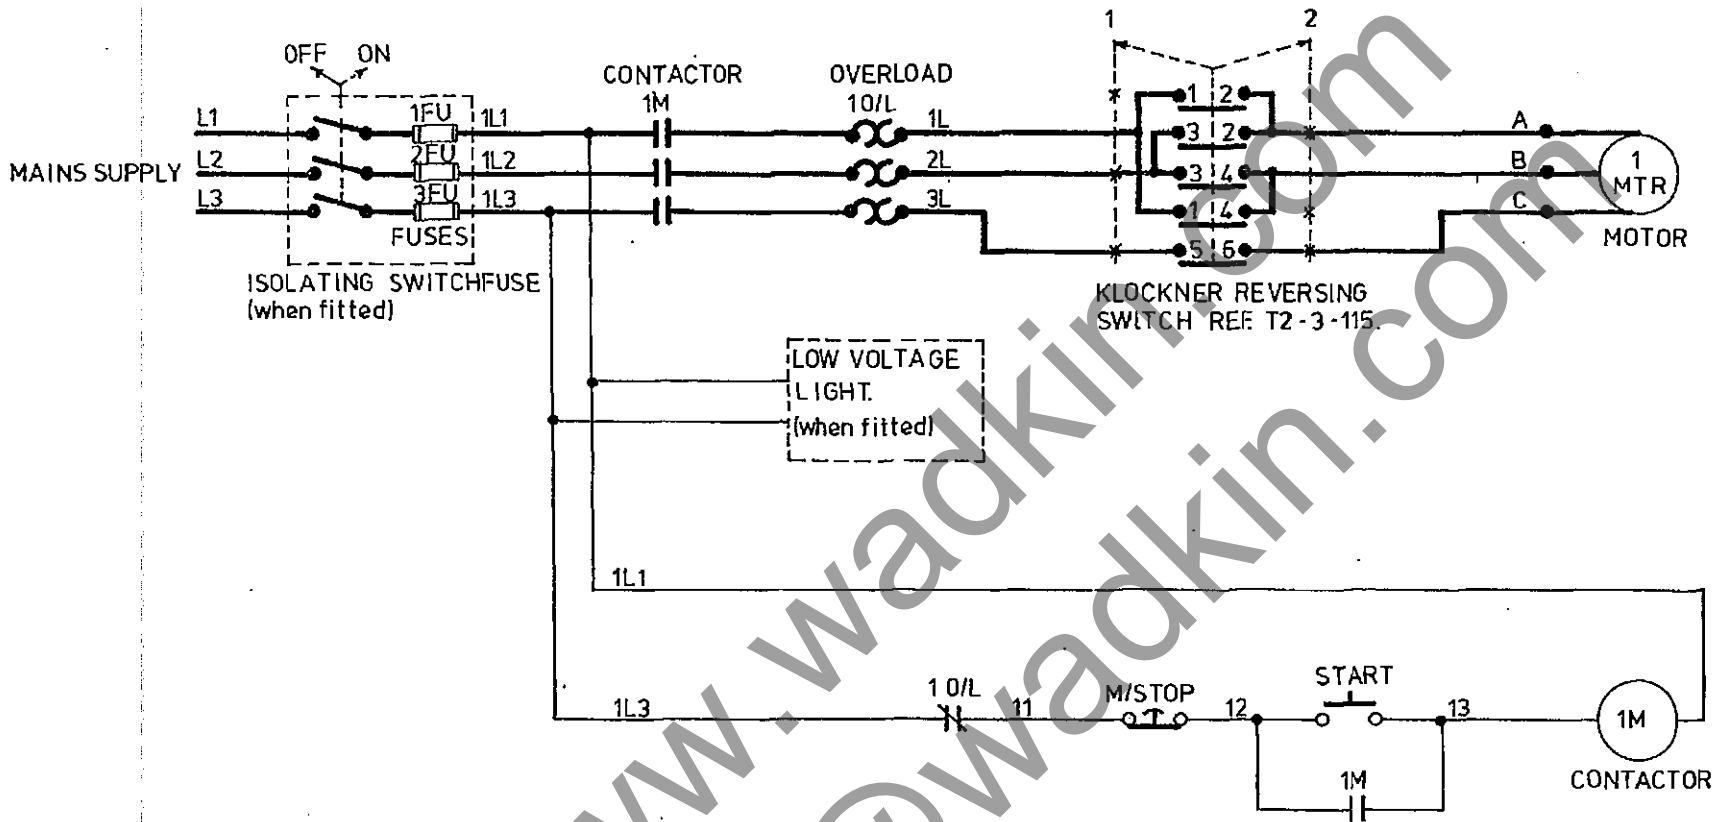 1 2
OFF ON
CONTACTOR
1M
OVERLOAD
10/L
L1 1FU 1L1 1L 1 2 A
3 2
MAINS SUPPLY L2 2FU 1L2 2L 3 4 B
1
MTR
L3 3FU 1L3 3L 1 4 C
FUSES
5 6
MOTOR
ISOLATING SWITCHFUSE
(when fitted)
KLOCKNER REVERSING
SWITCH REF. T2-3-115.
LOW VOLTAGE
LIGHT.
(when fitted)
1L1
1L3 1 0/L 11 M/STOP 12 START 13 1M
1M
CONTACTOR
www.wadkin.com
@wadkin.com